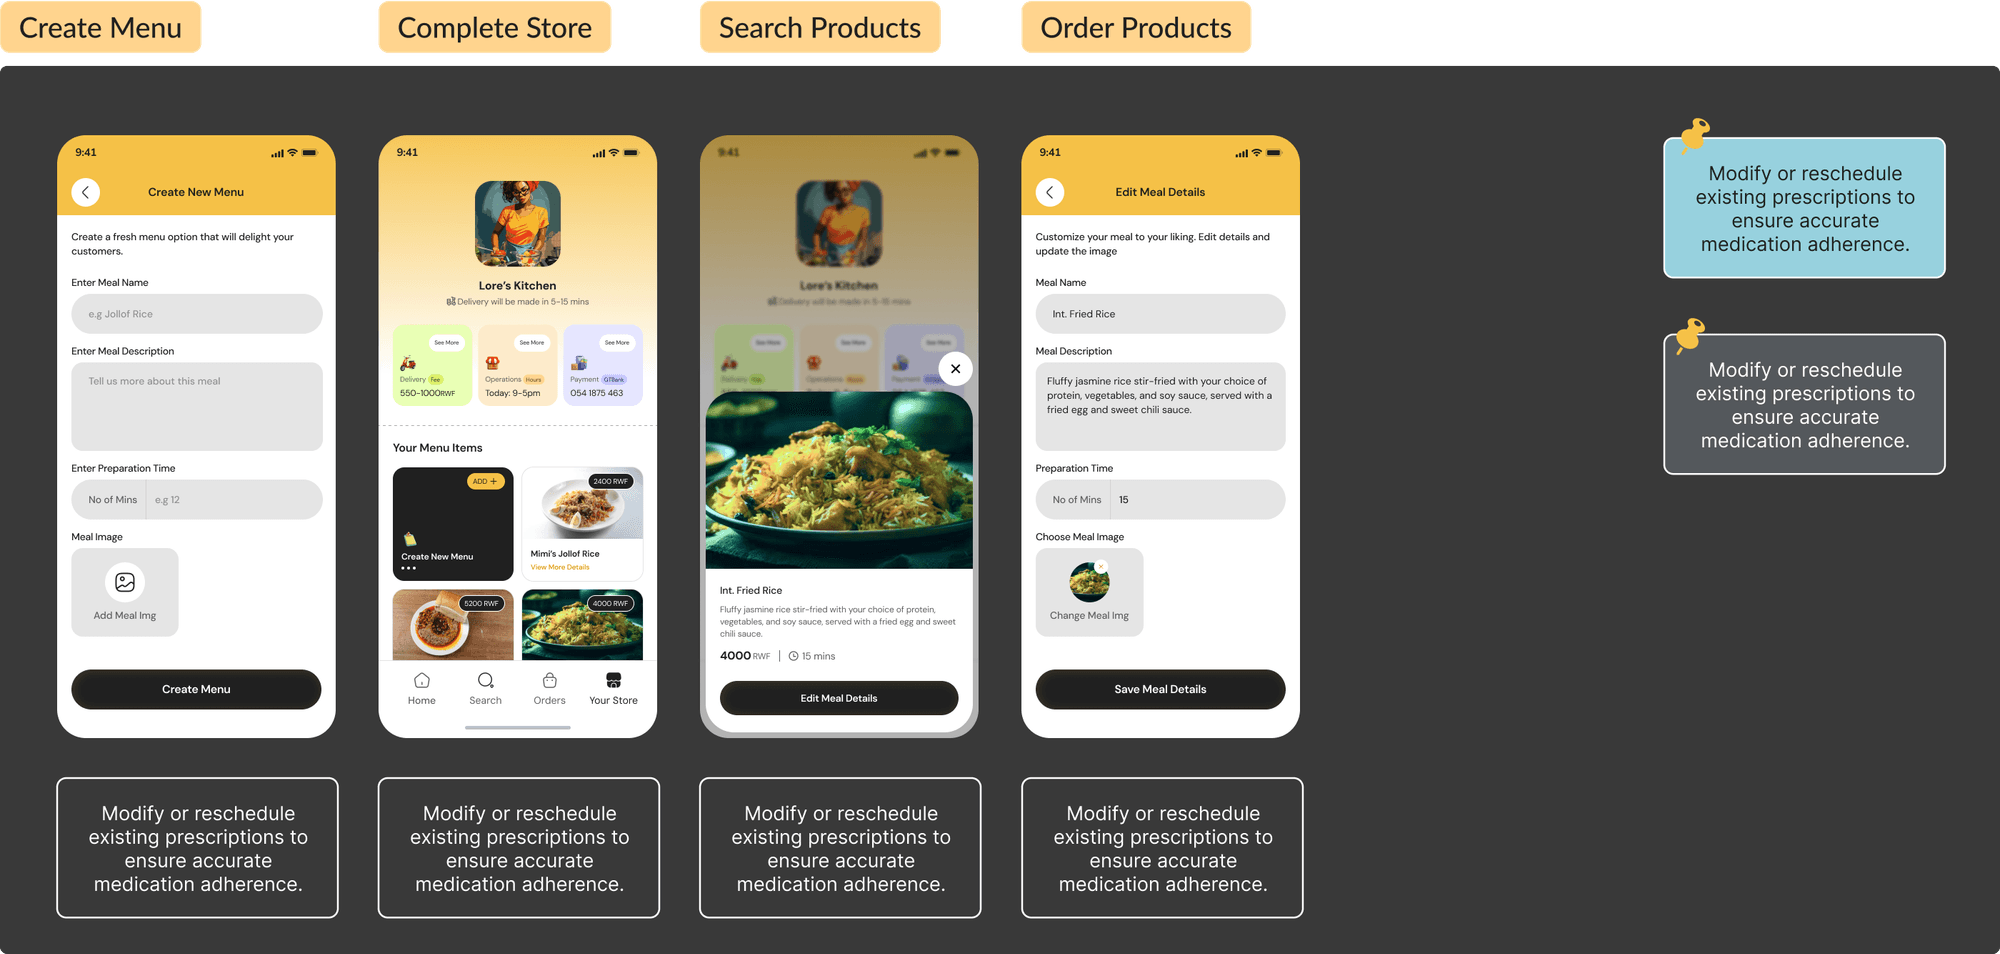 Create Menu
Complete Store
Search Products
Order Products
9:41
Create New Menu
Create a fresh menu option that will delight your
customers.
Enter Meal Name
e.g Jollof Rice
Enter Meal Description
Tell us more about this meal
Enter Preparation Time
No of Mins
e.g 12
Meal Image
Add Meal Img
Create Menu
9:41
Lore's Kitchen
Delivery will be made in 5-15 mins
See More
Delivery Fee
550-1000RWF
See More
Operations Hours
Today: 9-5pm
See More
Payment GTBank
054 1875 463
Your Menu Items
ADD +
Create New Menu
2400 RWF
Mimi's Jollof Rice
View More Details
5200 RWF
4000 RWF
Home
Search
Orders
Your Store
9:41
Lore's Kitchen
Delivery will be made in 5-15 mins
See More
See More
See More
Delivery
Operations
Payment
Int. Fried Rice
Fluffy jasmine rice stir-fried with your choice of protein,
vegetables, and soy sauce, served with a fried egg and sweet
chili sauce.
4000 RWF
15 mins
Edit Meal Details
9:41
Edit Meal Details
Customize your meal to your liking. Edit details and
update the image
Meal Name
Int. Fried Rice
Meal Description
Fluffy jasmine rice stir-fried with your choice of
protein, vegetables, and soy sauce, served with a
fried egg and sweet chili sauce.
Preparation Time
No of Mins
15
Choose Meal Image
Change Meal Img
Save Meal Details
Modify or reschedule
existing prescriptions to
ensure accurate
medication adherence.
Modify or reschedule
existing prescriptions to
ensure accurate
medication adherence.
Modify or reschedule
existing prescriptions to
ensure accurate
medication adherence.
Modify or reschedule
existing prescriptions to
ensure accurate
medication adherence.
Modify or reschedule
existing prescriptions to
ensure accurate
medication adherence.
Modify or reschedule
existing prescriptions to
ensure accurate
medication adherence.